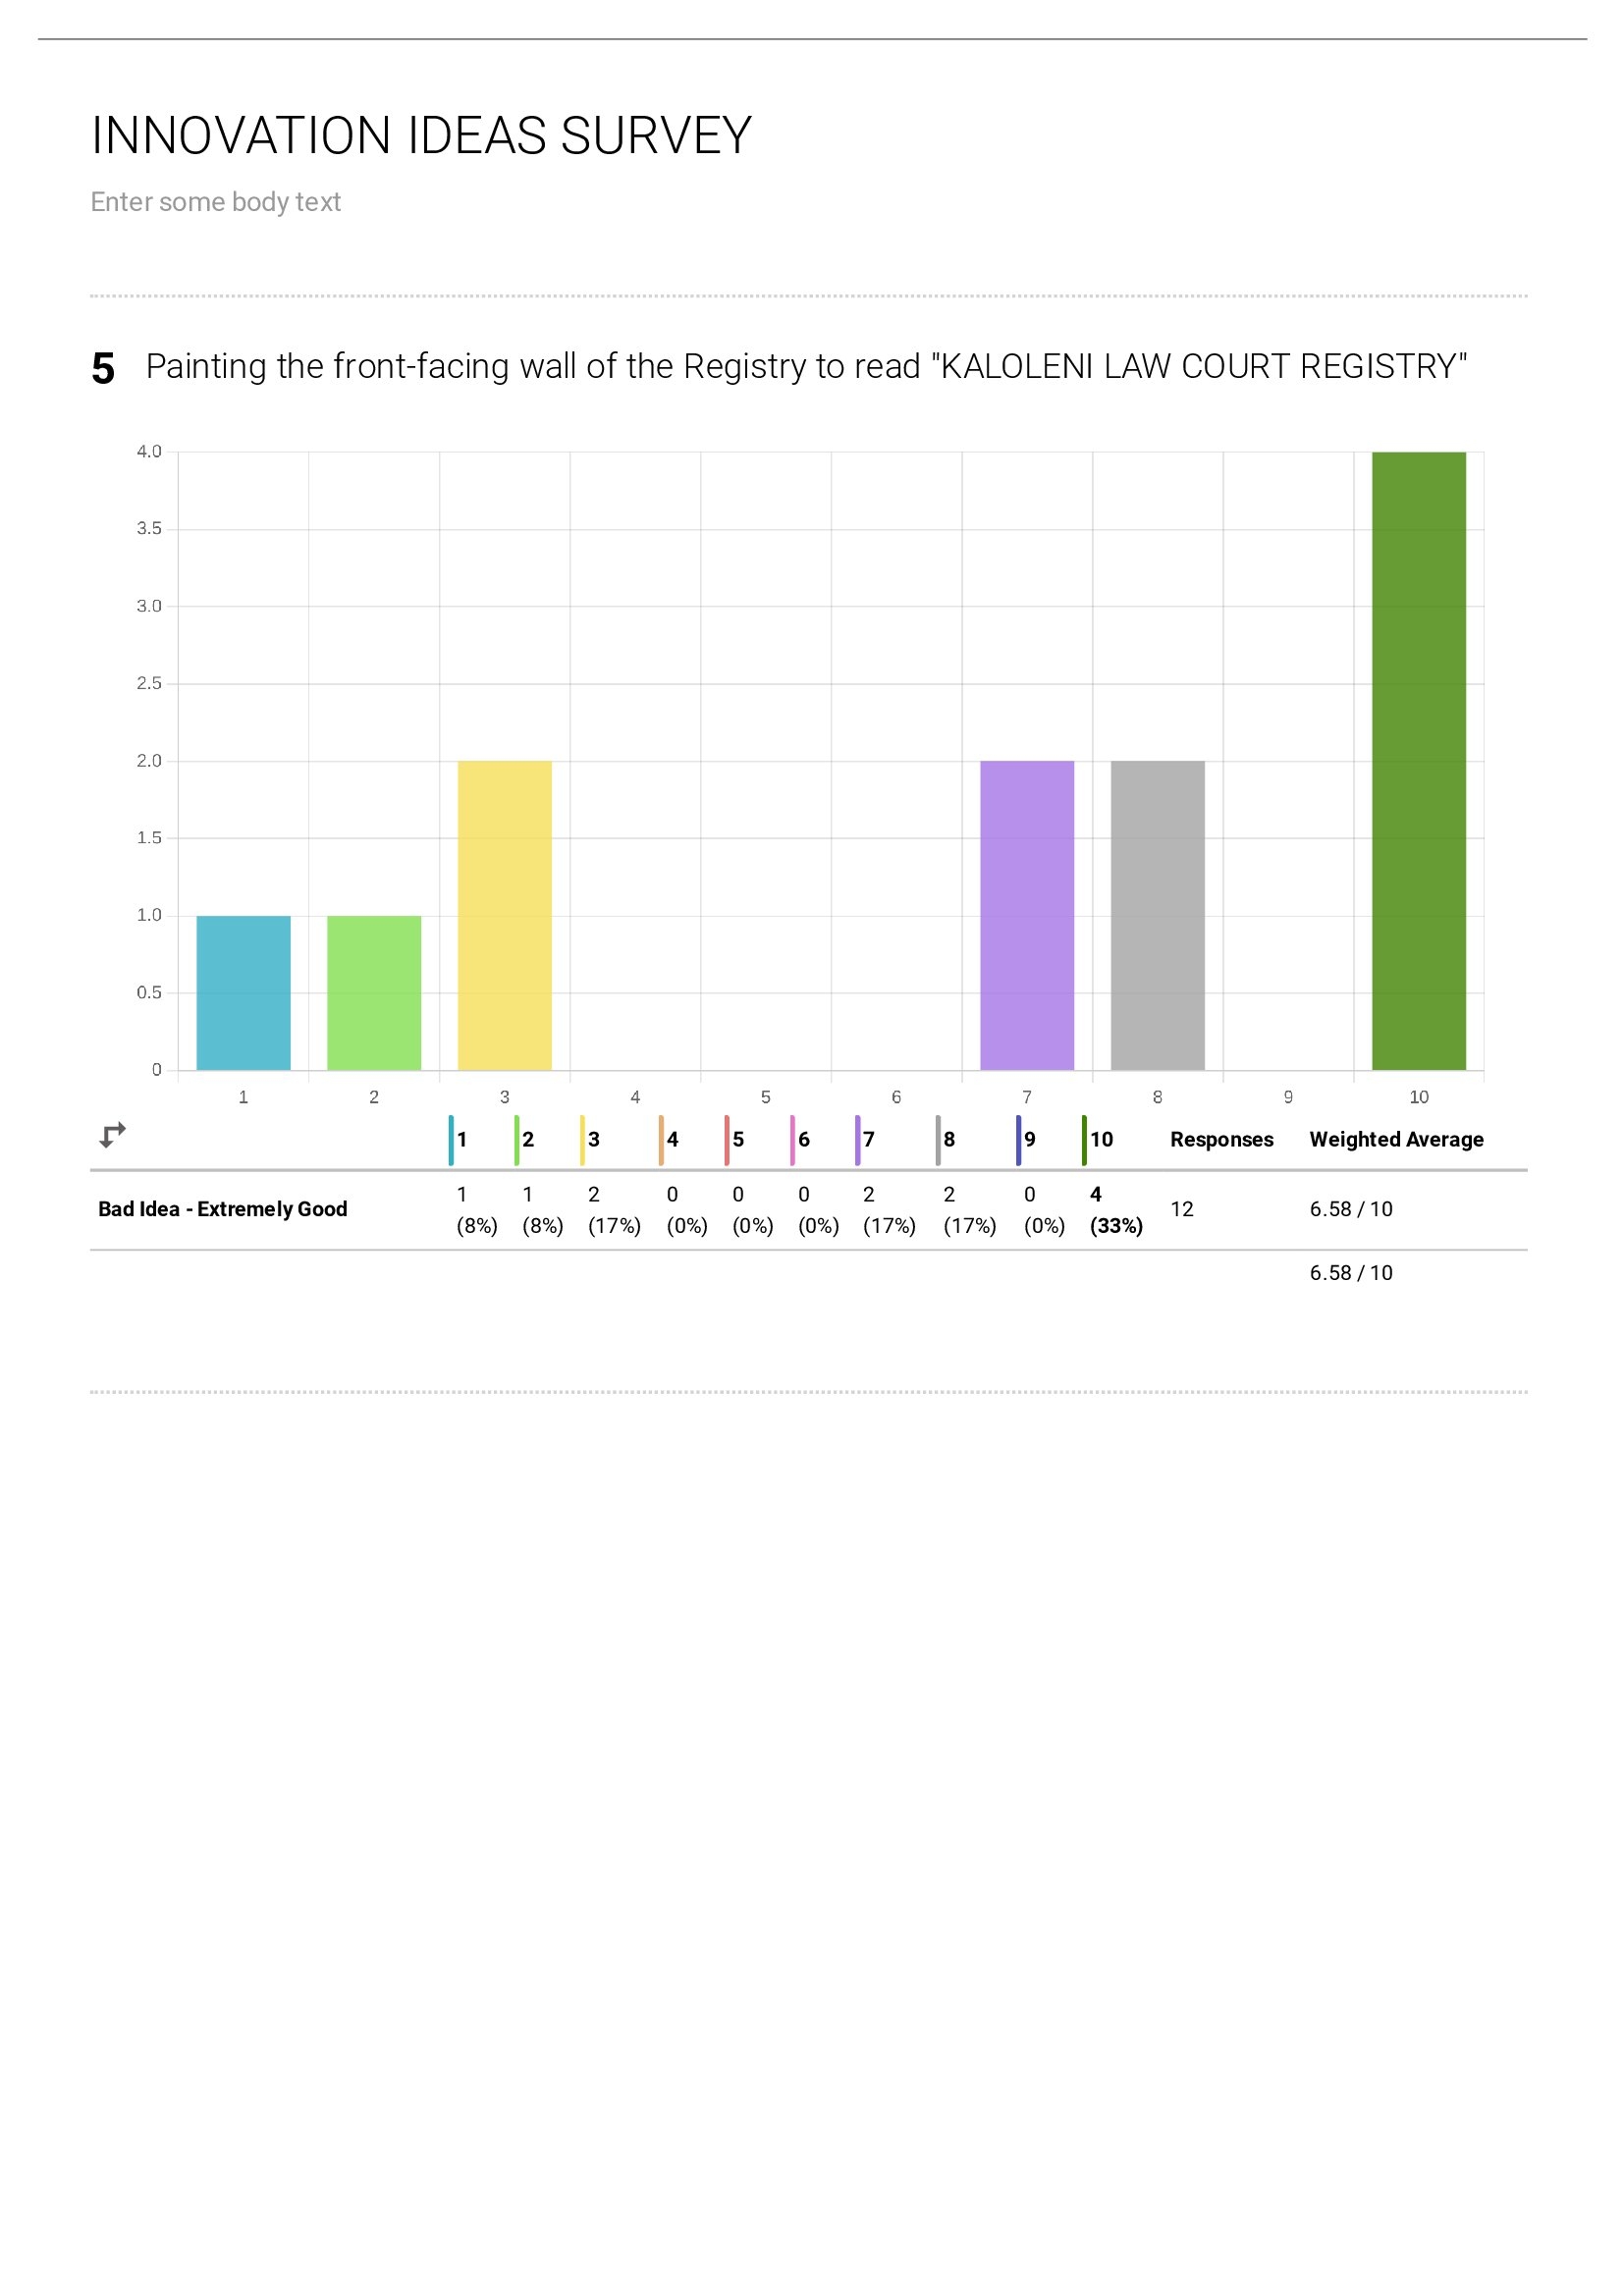 INNOVATION IDEAS SURVEY
Enter some body text
5 Painting the front-facing wall of the Registry to read "KALOLENI LAW COURT REGISTRY"
4.0
3.5
3.0
2.5
2.0
1.5
1.0
0.5
0
1 2 3 4 5 6 7 8 9 10
1 2 3 4 5 6 7 8 9 10 Responses Weighted Average
Bad Idea - Extremely Good
1 1 2 0 0 0 2 2 0 4
(8%) (8%) (17%) (0%) (0%) (0%) (17%) (17%) (0%) (33%)
12 6.58 / 10
6.58 / 10